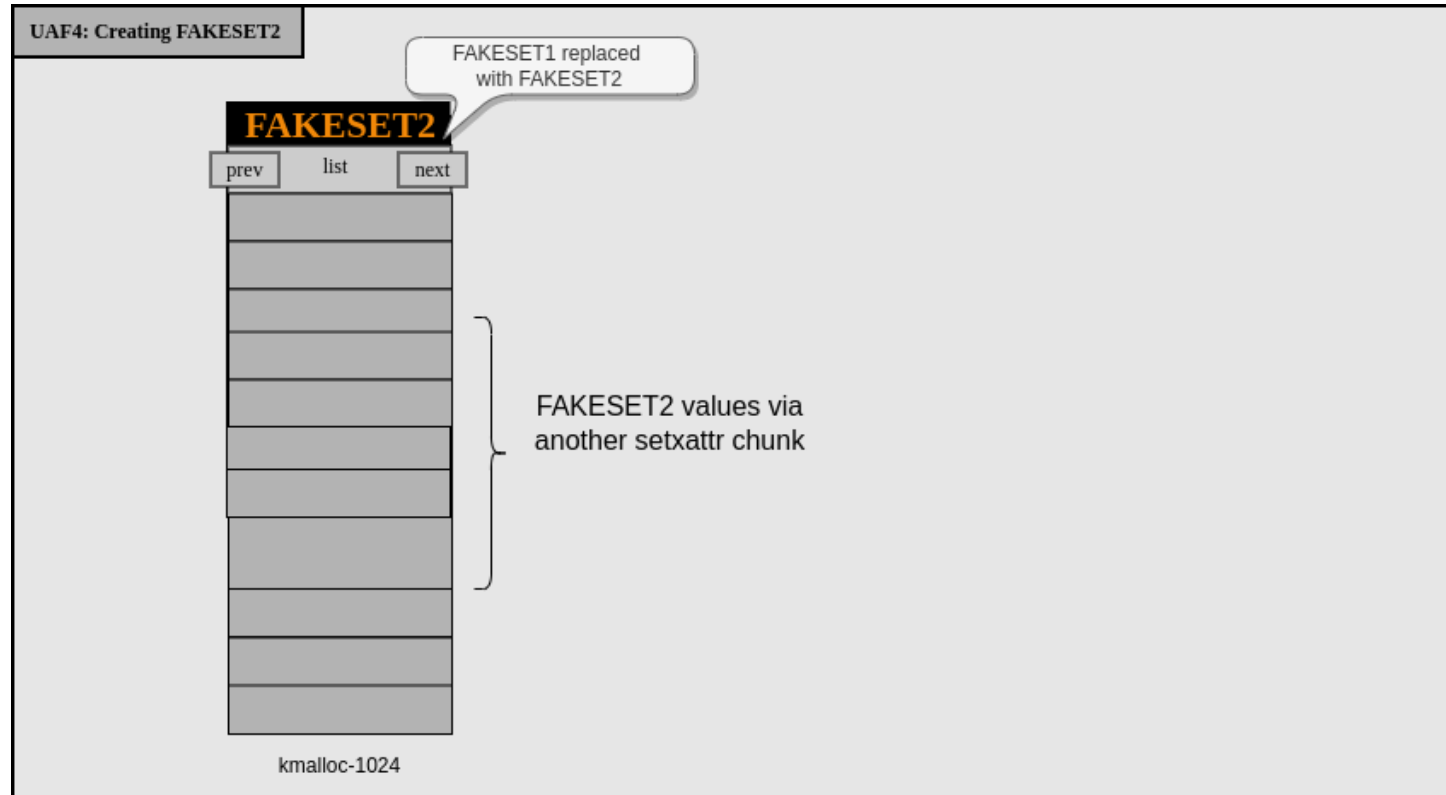 UAF4: Creating FAKESET2
FAKESET1 replaced
with FAKESET2
FAKESET2
prev
list
next
FAKESET2 values via
another setxattr chunk
kmalloc-1024